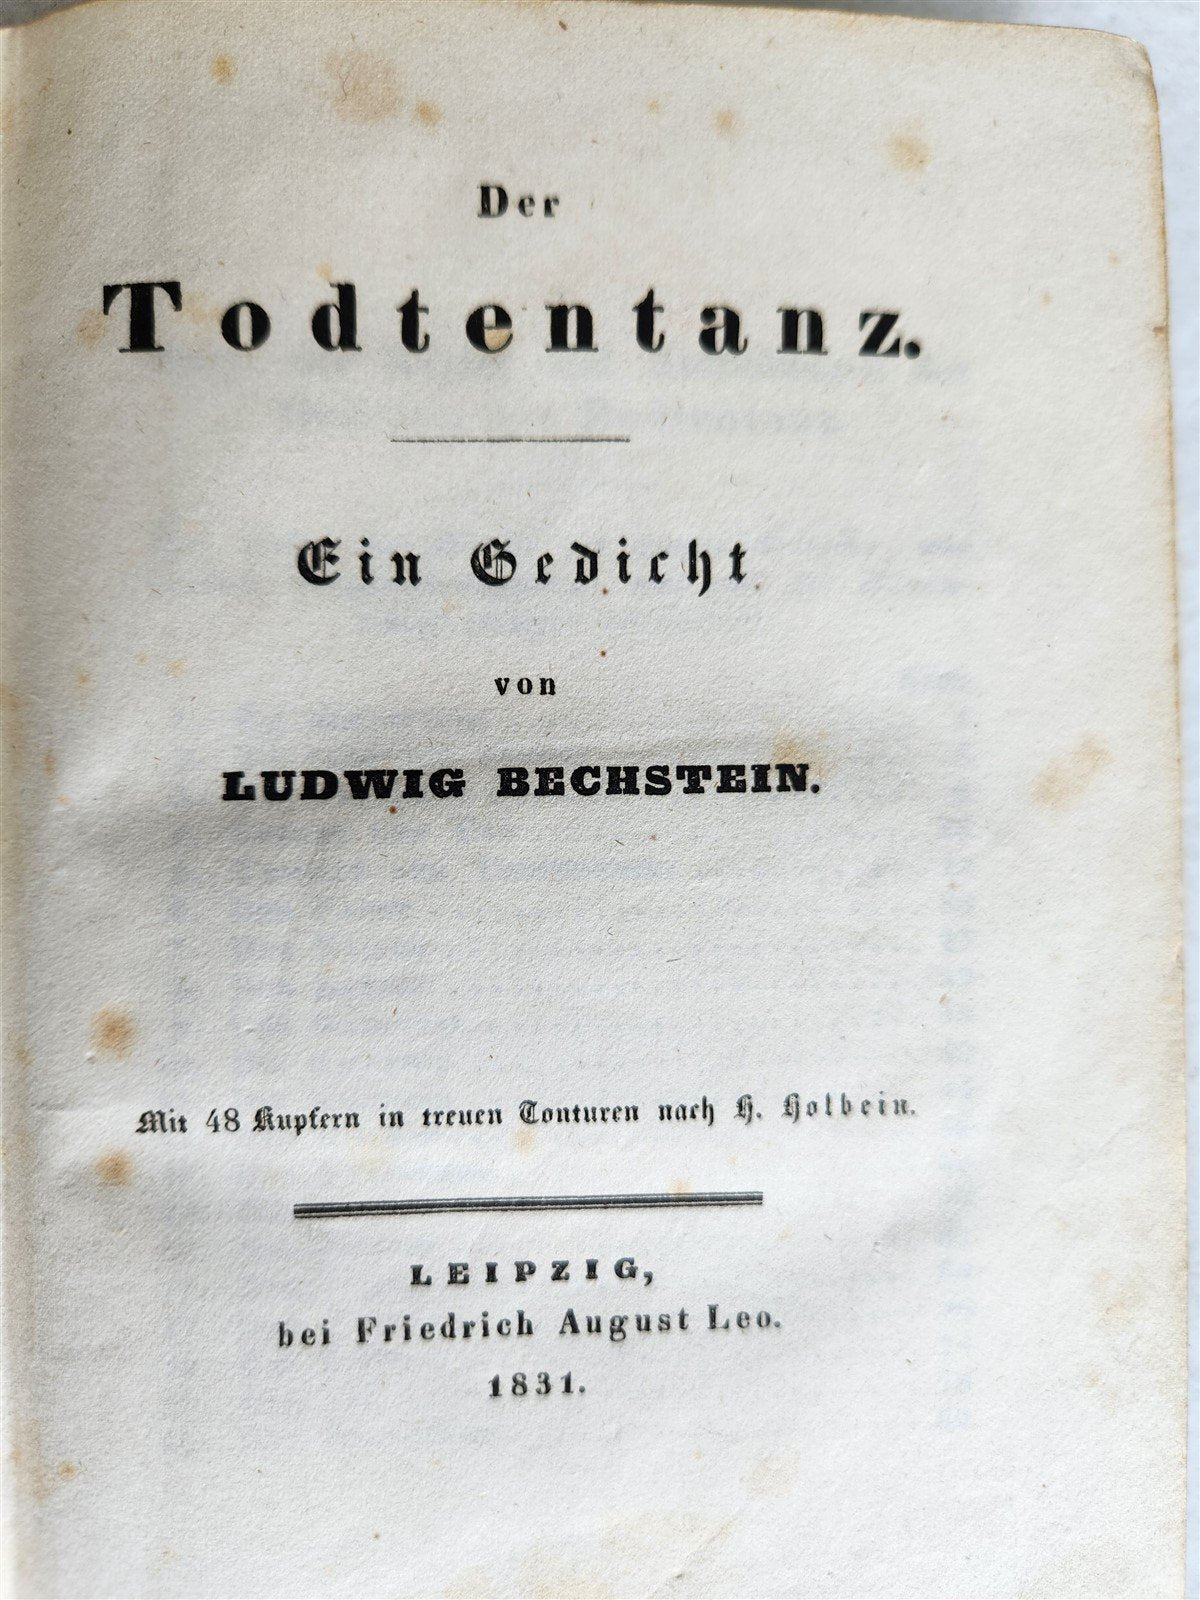 Der
Todtentanz.
Ein Gedicht
von
LUDWIG BECHSTEIN.
Mit 48 Kupfern in treuen Conturen nach H. Holbein.
LEIPZIG,
bei Friedrich August Leo.
1831.